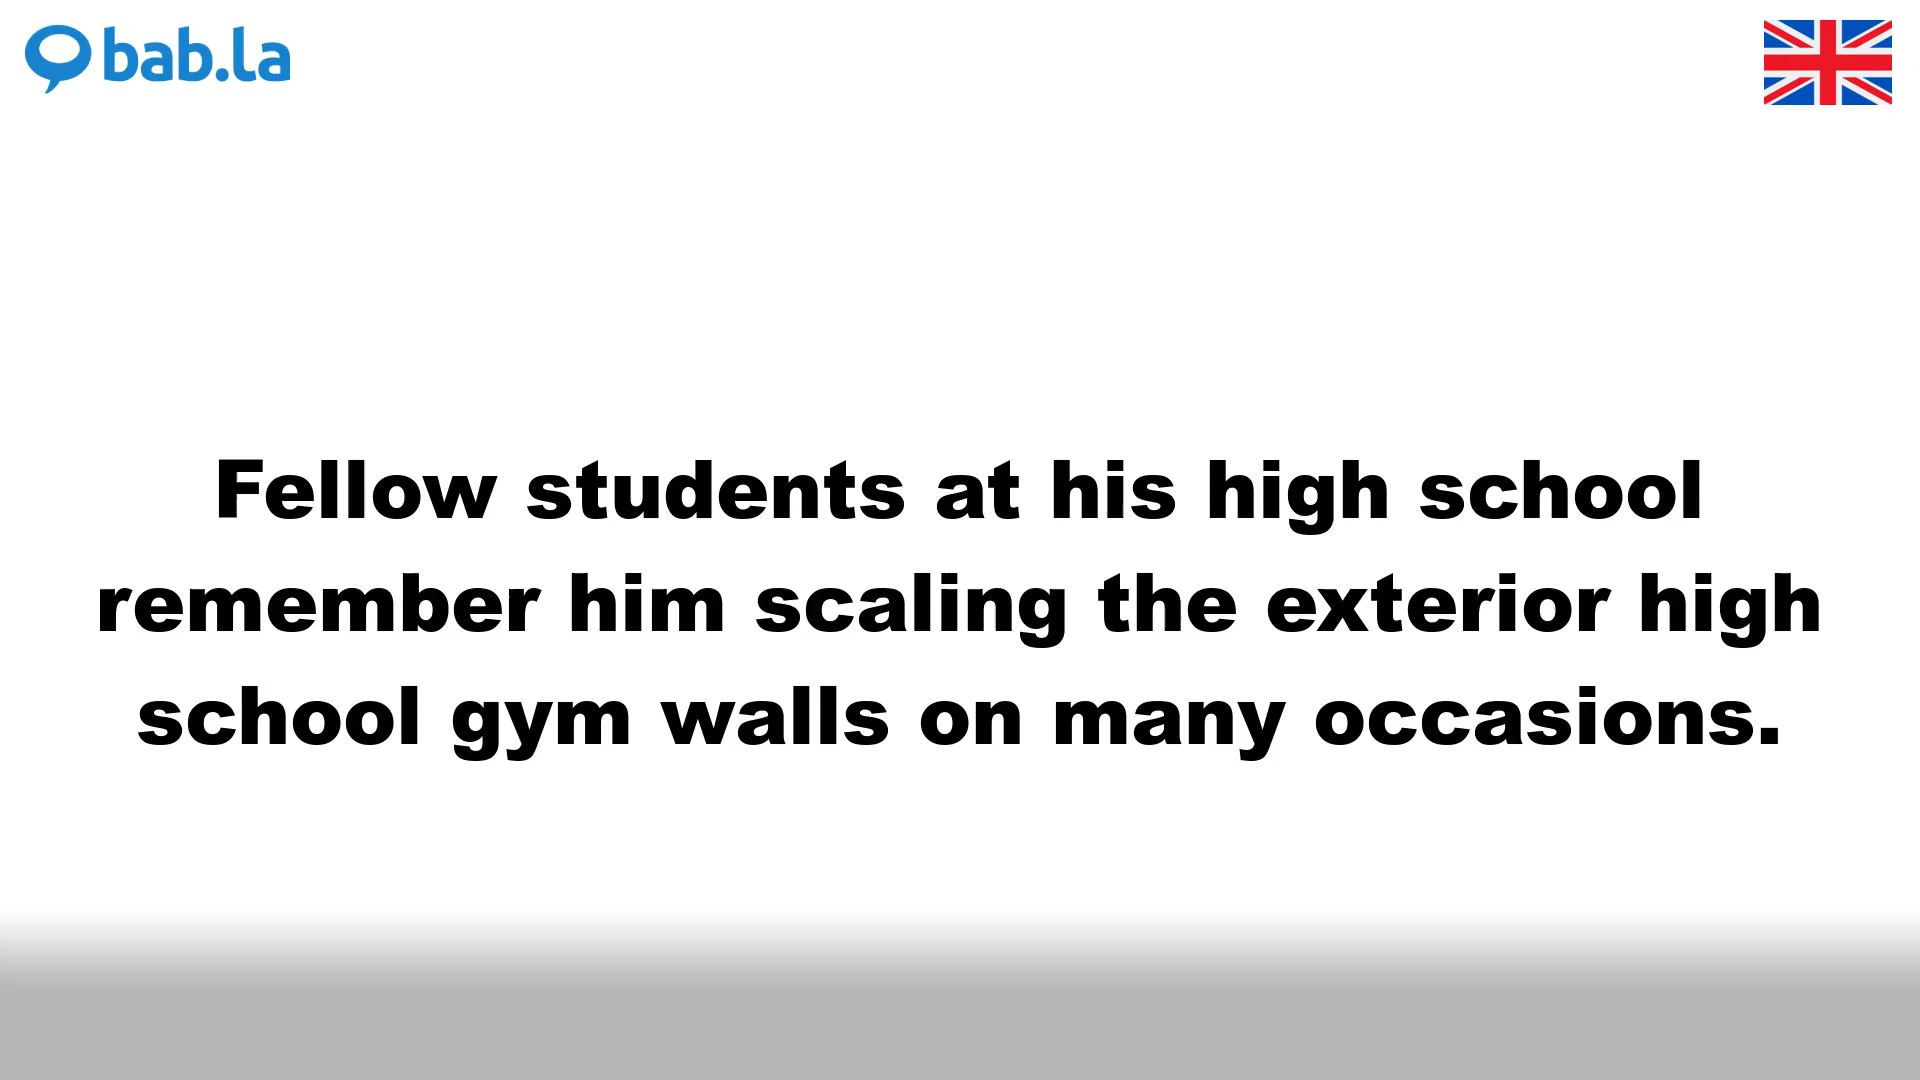 bab.la
Fellow students at his high school
remember him scaling the exterior high
school gym walls on many occasions.